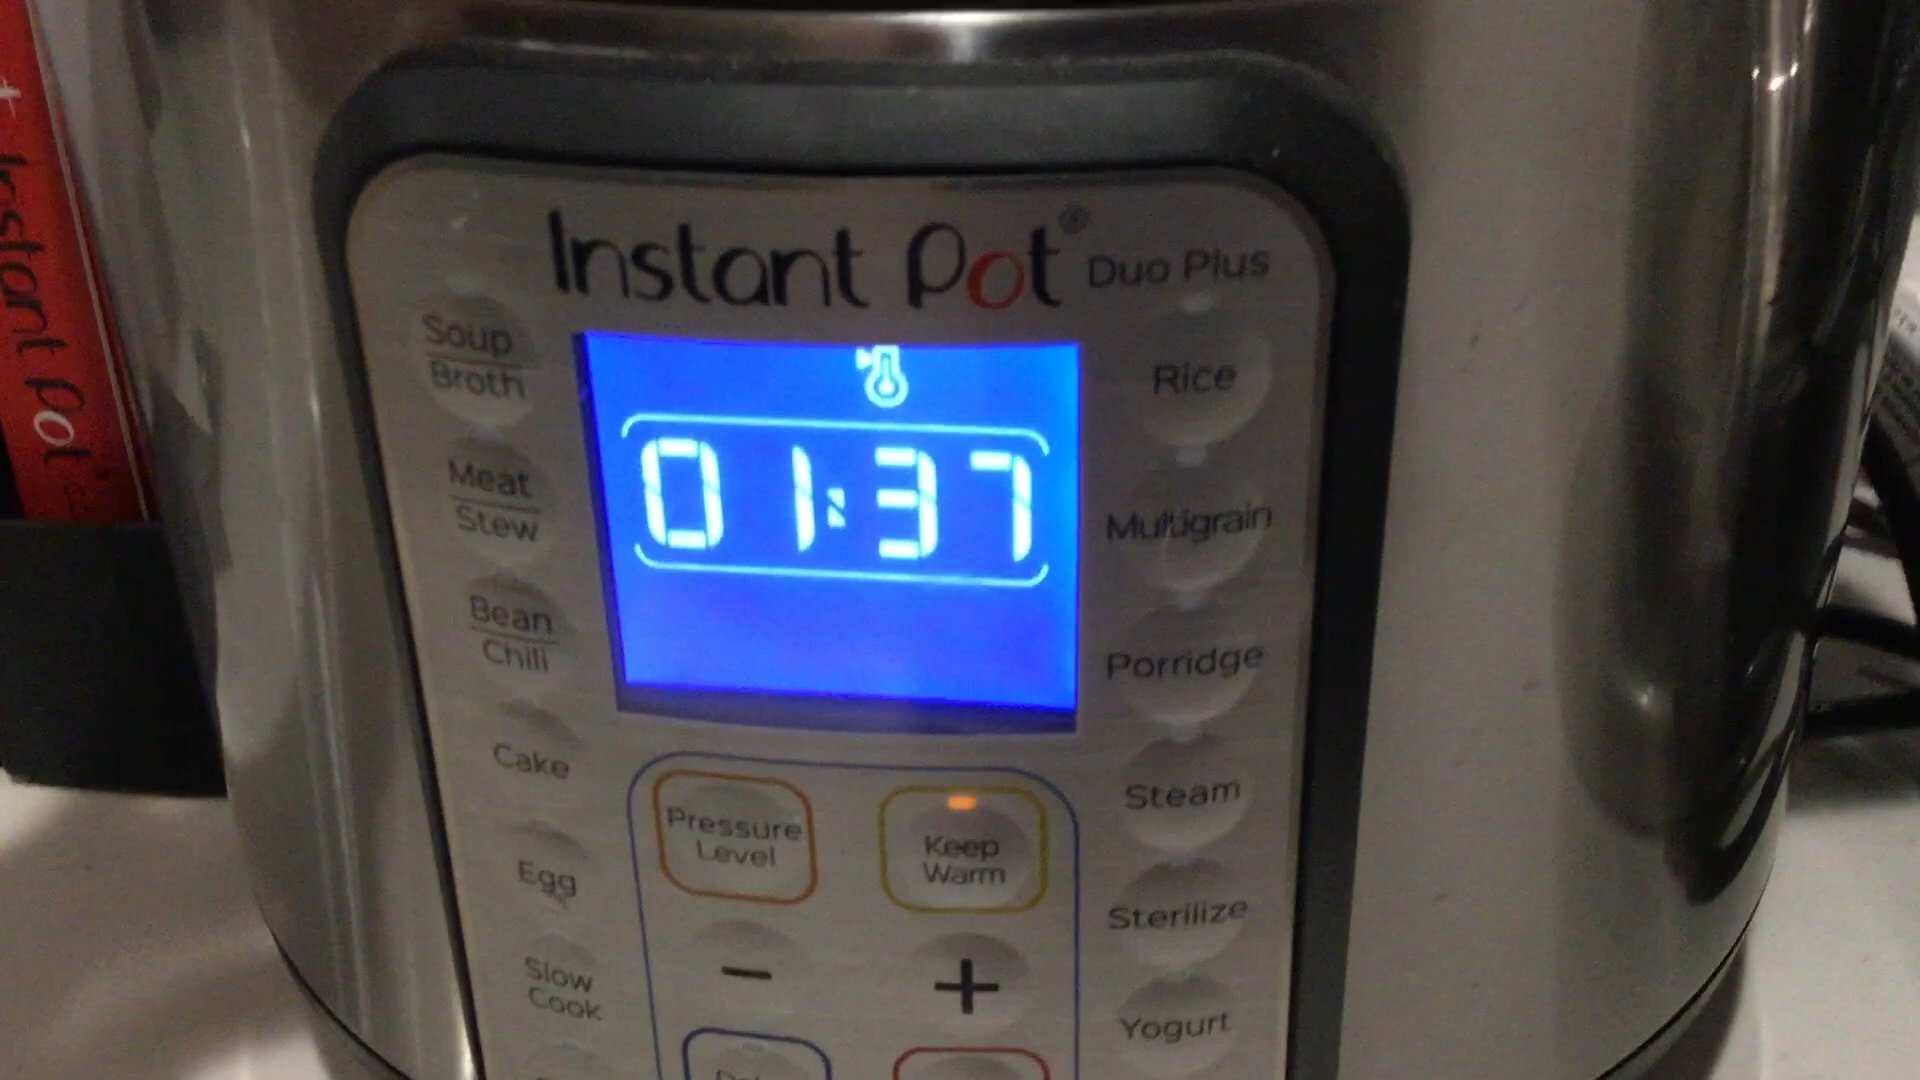 Instant Pot
Instant Pot® Duo Plus
Soup
Broth
Rice
01:37
Meat
Stew
Multigrain
Bean
Chili
Porridge
Cake
Steam
Pressure
Level
Keep
Warm
Egg
Sterilize
Slow
Cook
−
+
Yogurt